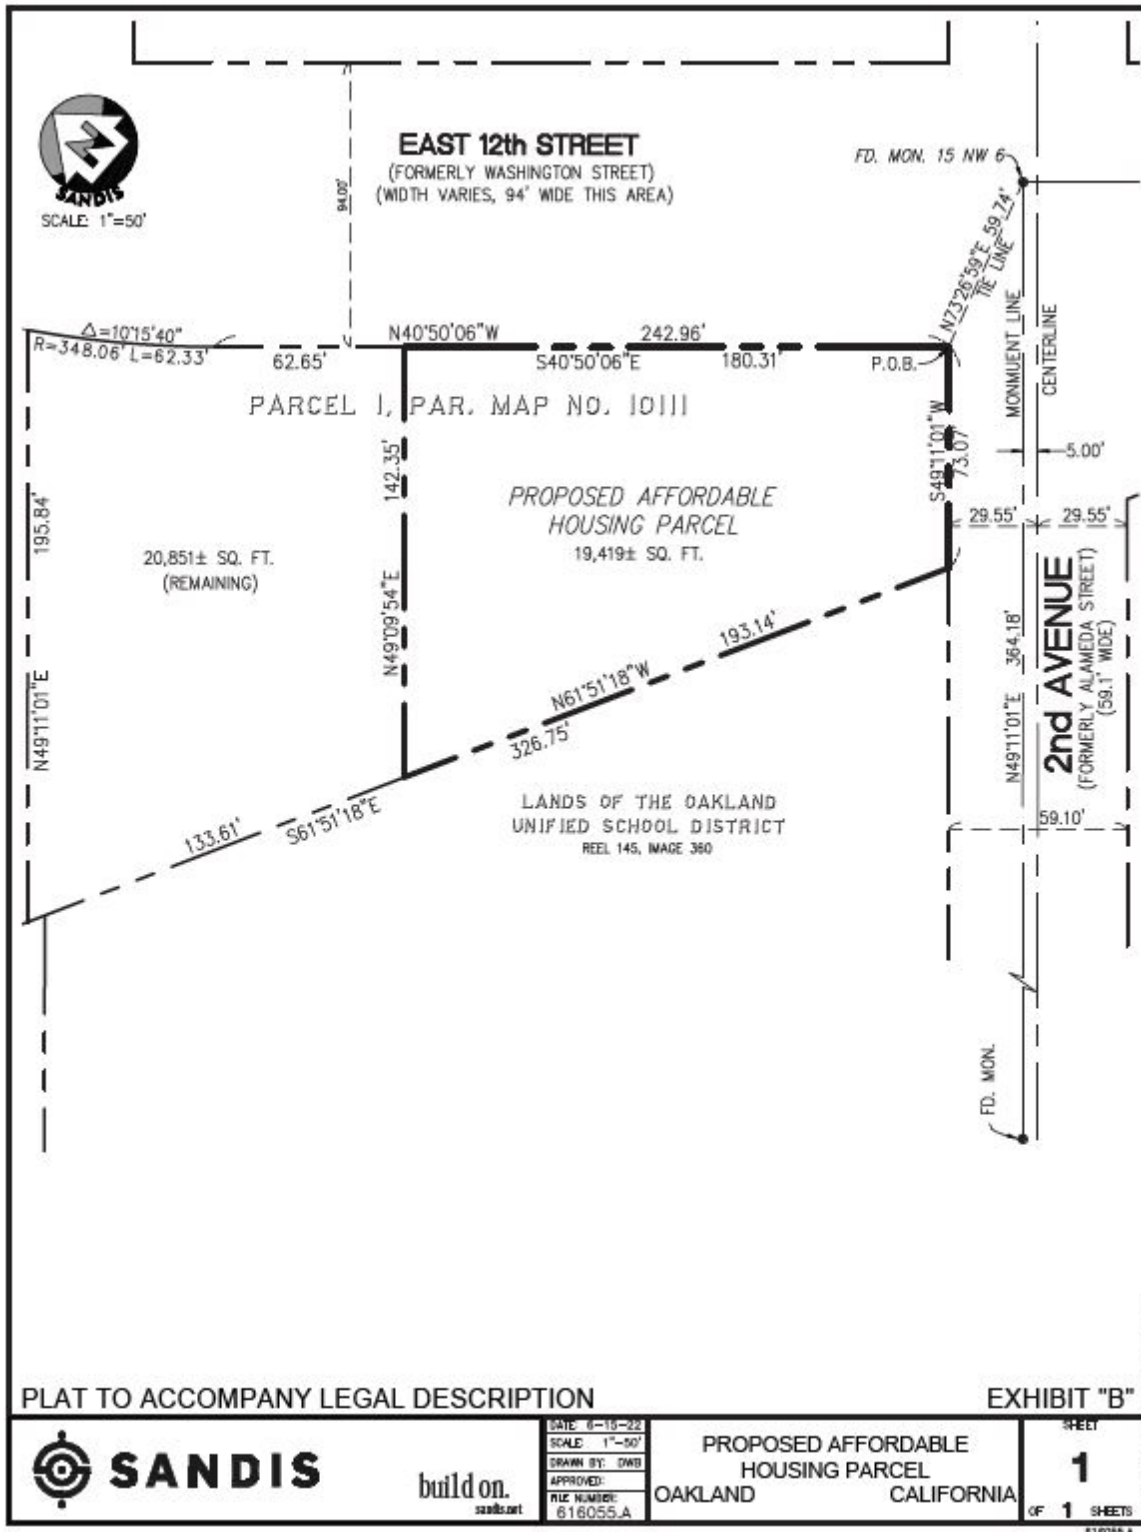 EAST 12th STREET
(FORMERLY WASHINGTON STREET)
(WIDTH VARIES, 94' WIDE THIS AREA)
SANDIS
SCALE: 1"=50'
94.00'
FD. MON. 15 NW 6
N73°26'59"E 59.74'
TIE LINE
MONMUENT LINE
CENTERLINE
Δ=10°15'40"
R=348.06' L=62.33'
62.65'
N40°50'06"W
242.96'
S40°50'06"E
180.31'
P.O.B.
PARCEL 1, PAR. MAP NO. 10111
195.84'
N49°11'01"E
142.35'
N49°09'54"E
S49°11'01"W
73.07'
5.00'
29.55'
29.55'
PROPOSED AFFORDABLE
HOUSING PARCEL
19,419± SQ. FT.
20,851± SQ. FT.
(REMAINING)
2nd AVENUE
(FORMERLY ALAMEDA STREET)
(59.1' WIDE)
364.18'
N49°11'01"E
193.14'
N61°51'18"W
326.75'
133.61'
S61°51'18"E
LANDS OF THE OAKLAND
UNIFIED SCHOOL DISTRICT
REEL 145, IMAGE 360
59.10'
FD. MON.
PLAT TO ACCOMPANY LEGAL DESCRIPTION
EXHIBIT "B"
SANDIS
build on.
sandis.net
DATE: 6-15-22
SCALE: 1"=50'
DRAWN BY: DWB
APPROVED:
FILE NUMBER:
616055.A
PROPOSED AFFORDABLE
HOUSING PARCEL
OAKLAND CALIFORNIA
SHEET
1
OF 1 SHEETS